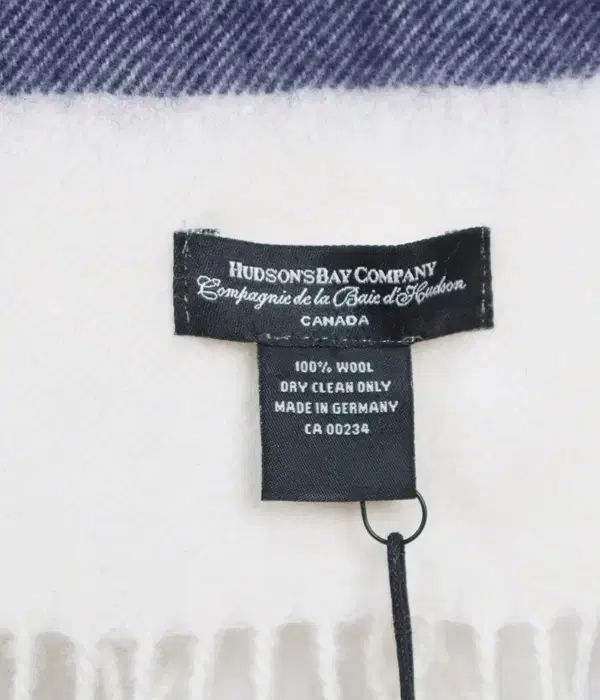 HUDSON'S BAY COMPANY
Compagnie de la Baie d'Hudson
CANADA
100% WOOL
DRY CLEAN ONLY
MADE IN GERMANY
CA 00234